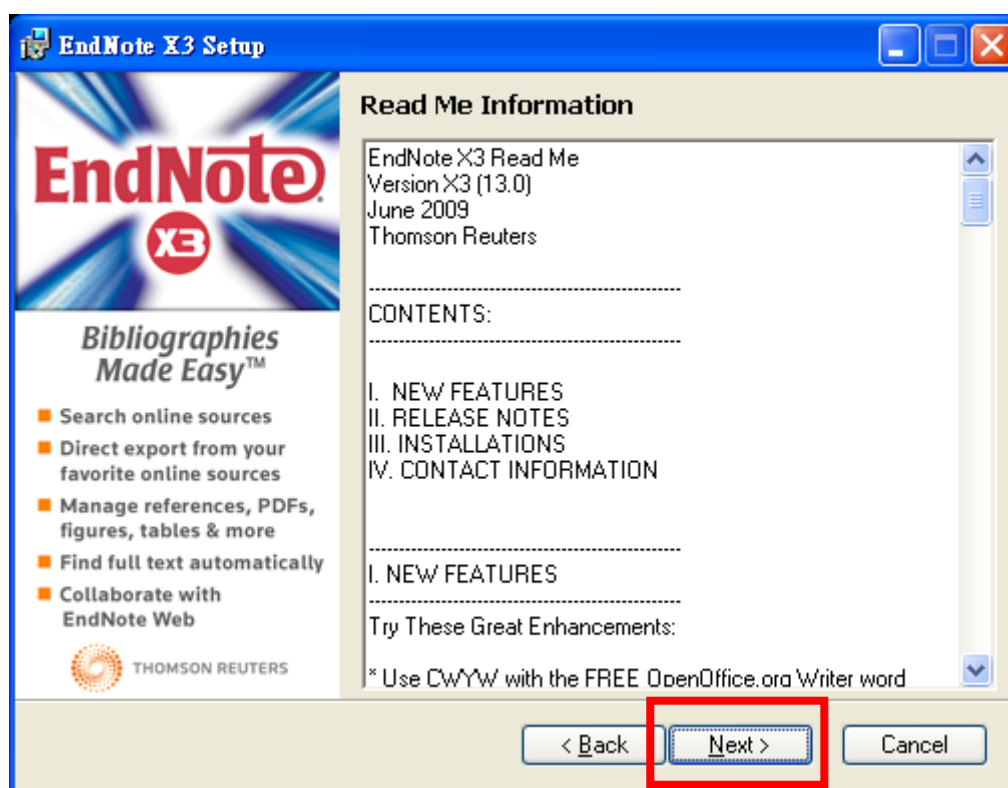 EndNote X3 Setup
EndNote
X3
Bibliographies
Made Easy™
Search online sources
Direct export from your
favorite online sources
Manage references, PDFs,
figures, tables & more
Find full text automatically
Collaborate with
EndNote Web
THOMSON REUTERS
Read Me Information
EndNote X3 Read Me
Version X3 (13.0)
June 2009
Thomson Reuters
----------------------------------------------------
CONTENTS:
----------------------------------------------------
I. NEW FEATURES
II. RELEASE NOTES
III. INSTALLATIONS
IV. CONTACT INFORMATION
----------------------------------------------------
I. NEW FEATURES
----------------------------------------------------
Try These Great Enhancements:
* Use CWYW with the FREE OpenOffice.org Writer word
< Back
Next >
Cancel